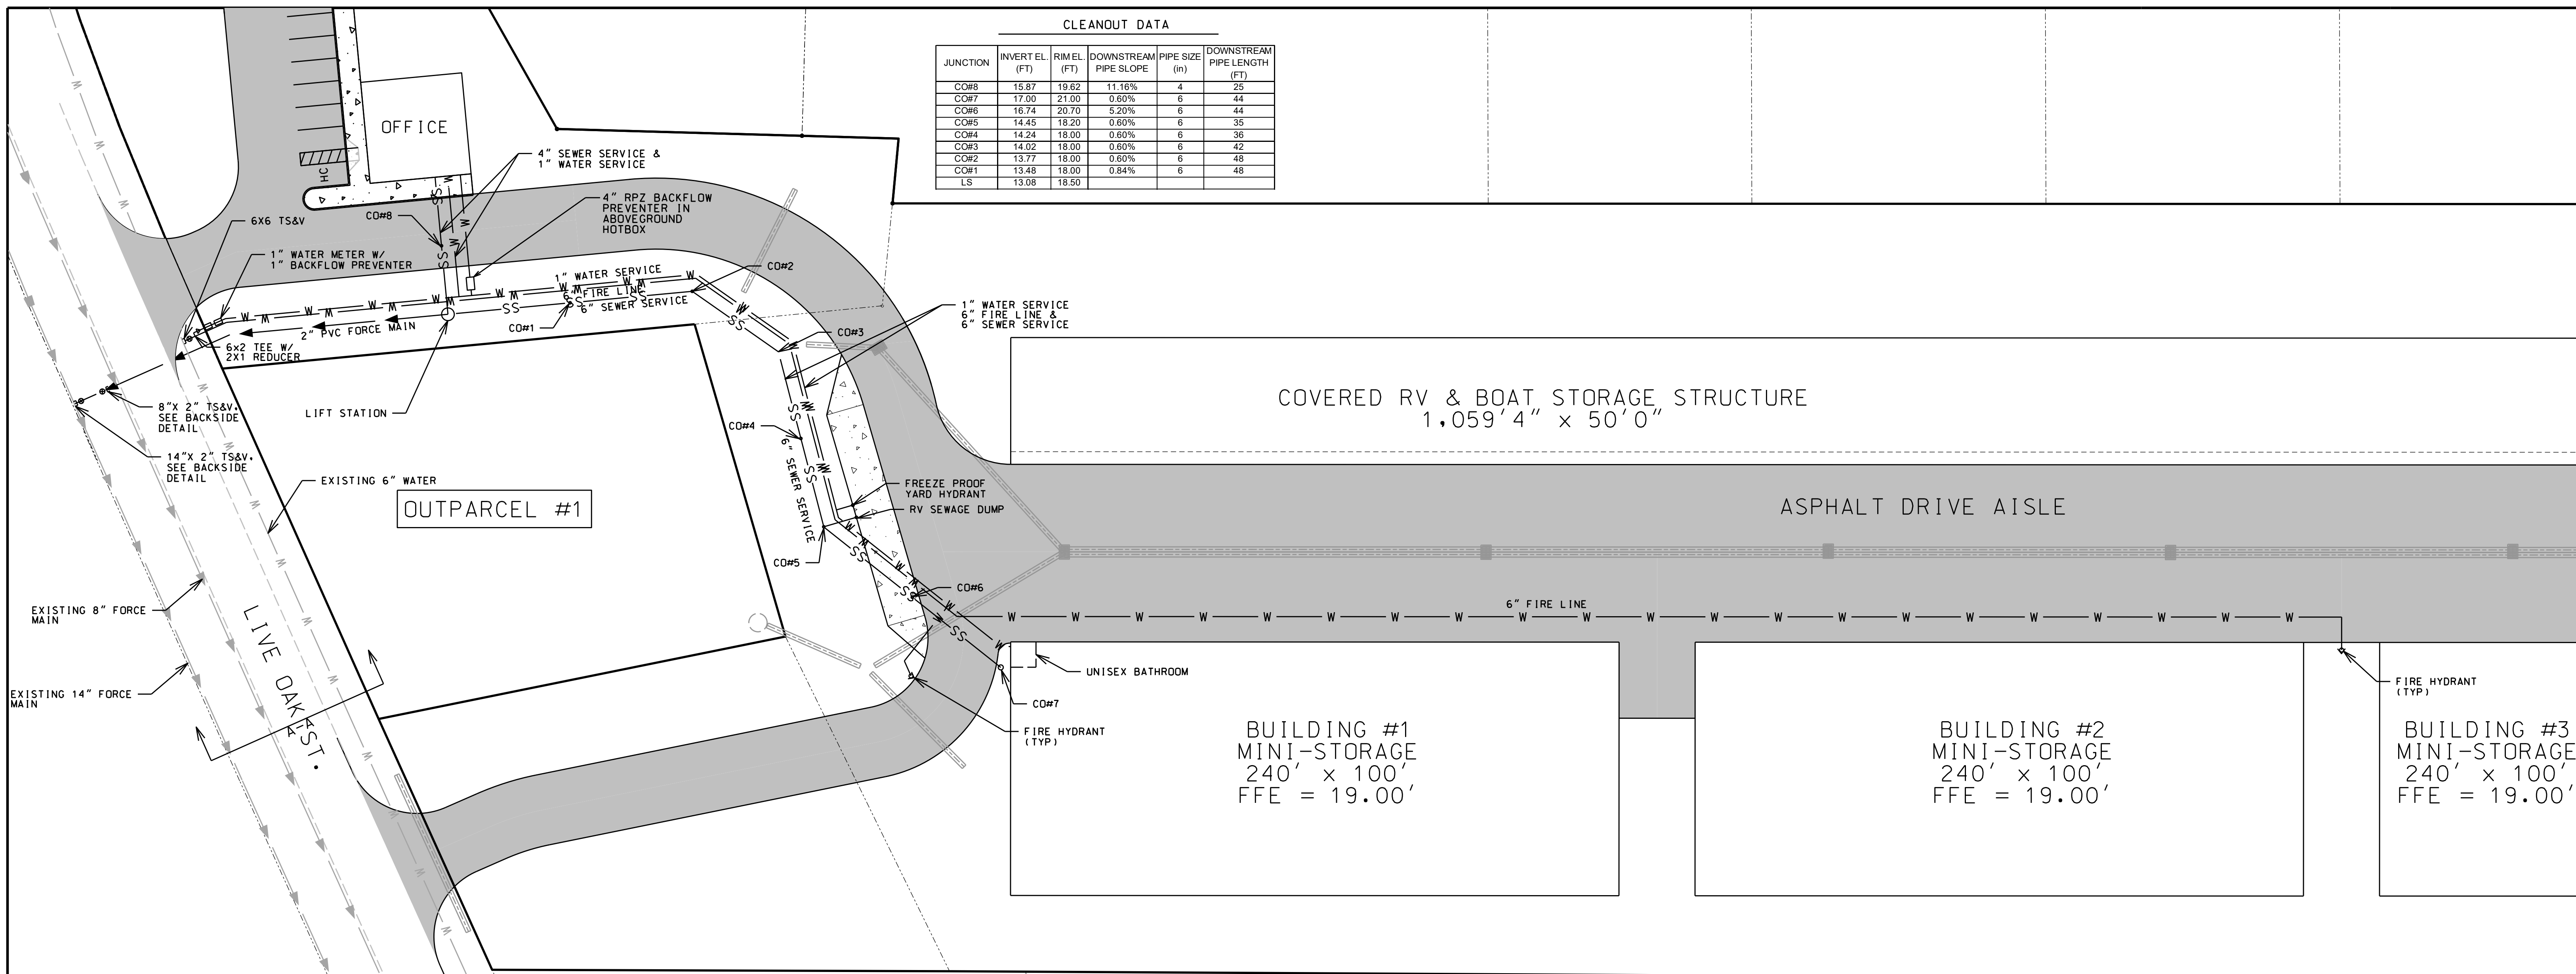 CLEANOUT DATA
JUNCTION INVERT EL. (FT) RIM EL. (FT) DOWNSTREAM PIPE SLOPE PIPE SIZE (in) DOWNSTREAM PIPE LENGTH (FT)
CO#8 15.87 19.62 11.16% 4 25
CO#7 17.00 21.00 0.60% 6 44
CO#6 16.74 20.70 5.20% 6 44
CO#5 14.45 18.20 0.60% 6 35
CO#4 14.24 18.00 0.60% 6 36
CO#3 14.02 18.00 0.60% 6 42
CO#2 13.77 18.00 0.60% 6 48
CO#1 13.48 18.00 0.84% 6 48
LS 13.08 18.50
OFFICE
HC
4" SEWER SERVICE &
1" WATER SERVICE
4" RPZ BACKFLOW
PREVENTER IN
ABOVEGROUND
HOTBOX
CO#8
6X6 TS&V
1" WATER METER W/
1" BACKFLOW PREVENTER
1" WATER SERVICE
6" FIRE LINE
6" SEWER SERVICE
CO#2
CO#1
2" PVC FORCE MAIN
6x2 TEE W/
2X1 REDUCER
CO#3
1" WATER SERVICE
6" FIRE LINE &
6" SEWER SERVICE
8"X 2" TS&V.
SEE BACKSIDE
DETAIL
LIFT STATION
CO#4
14"X 2" TS&V.
SEE BACKSIDE
DETAIL
6" SEWER SERVICE
EXISTING 6" WATER
OUTPARCEL #1
FREEZE PROOF
YARD HYDRANT
RV SEWAGE DUMP
CO#5
CO#6
COVERED RV & BOAT STORAGE STRUCTURE
1,059'4" x 50'0"
ASPHALT DRIVE AISLE
6" FIRE LINE
EXISTING 8" FORCE
MAIN
EXISTING 14" FORCE
MAIN
LIVE OAK ST.
UNISEX BATHROOM
CO#7
FIRE HYDRANT
(TYP)
FIRE HYDRANT
(TYP)
BUILDING #1
MINI-STORAGE
240' x 100'
FFE = 19.00'
BUILDING #2
MINI-STORAGE
240' x 100'
FFE = 19.00'
BUILDING #3
MINI-STORAGE
240' x 100'
FFE = 19.00'